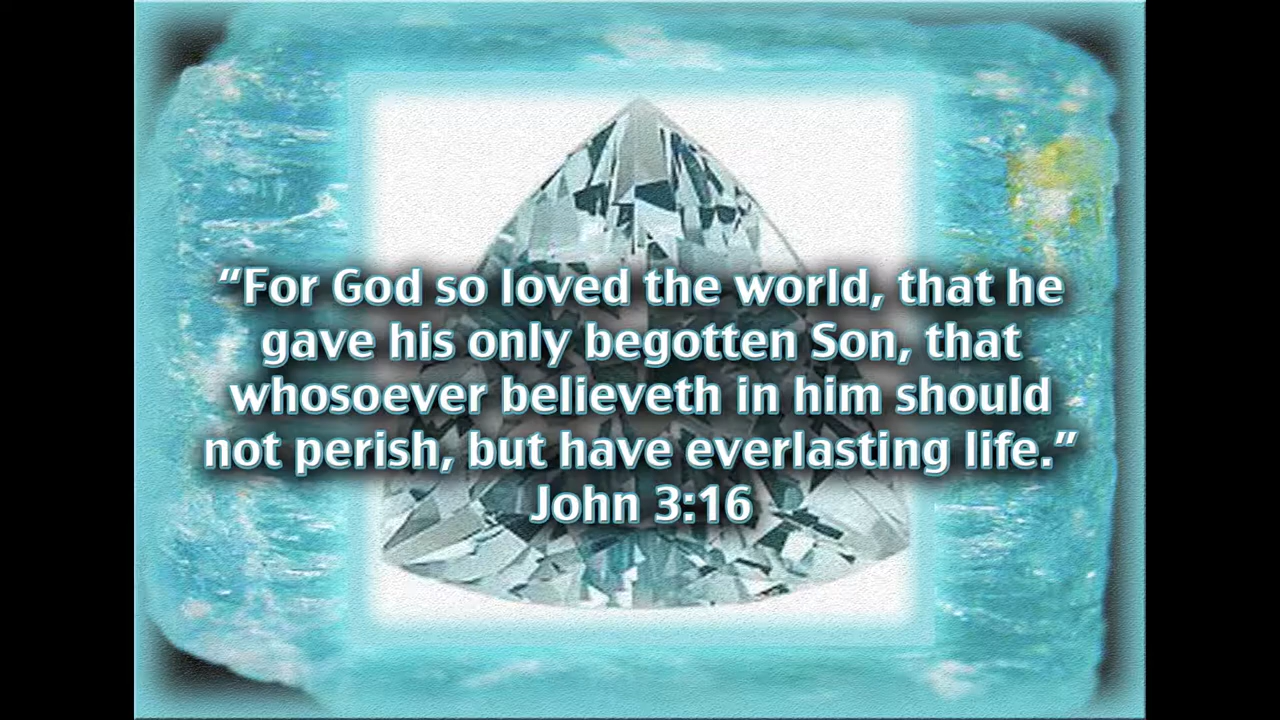 “For God so loved the world, that he
gave his only begotten Son, that
whosoever believeth in him should
not perish, but have everlasting life.”
John 3:16